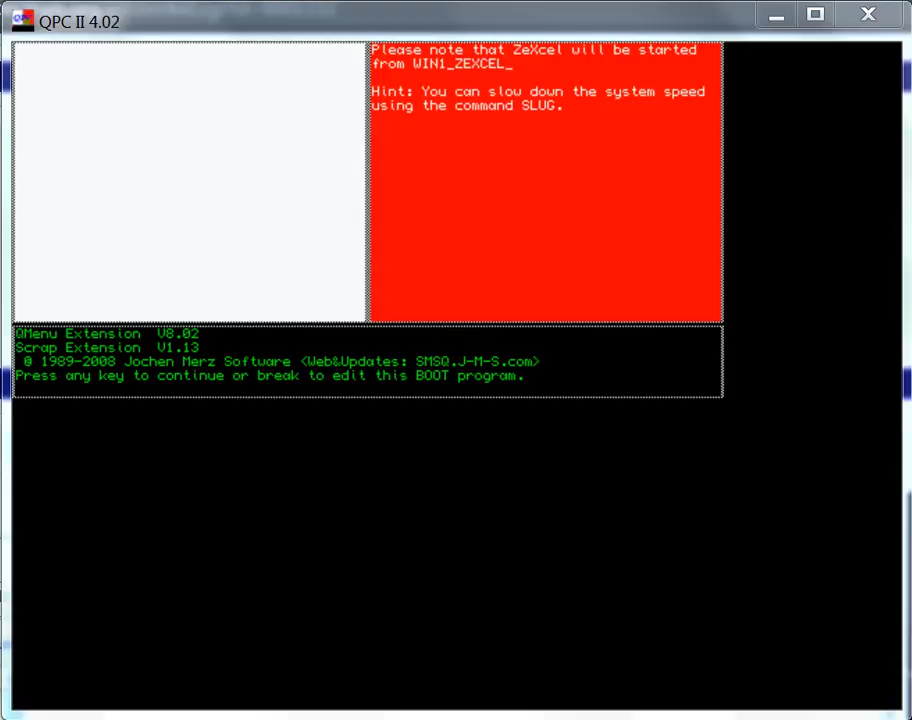 QPC II 4.02
Please note that ZeXcel will be started
from WIN1_ZEXCEL_
Hint: You can slow down the system speed
using the command SLUG.
QMenu Extension  V8.02
Scrap Extension  V1.13
@ 1989-2008 Jochen Merz Software <Web&Updates: SMSQ.J-M-S.com>
Press any key to continue or break to edit this BOOT program.